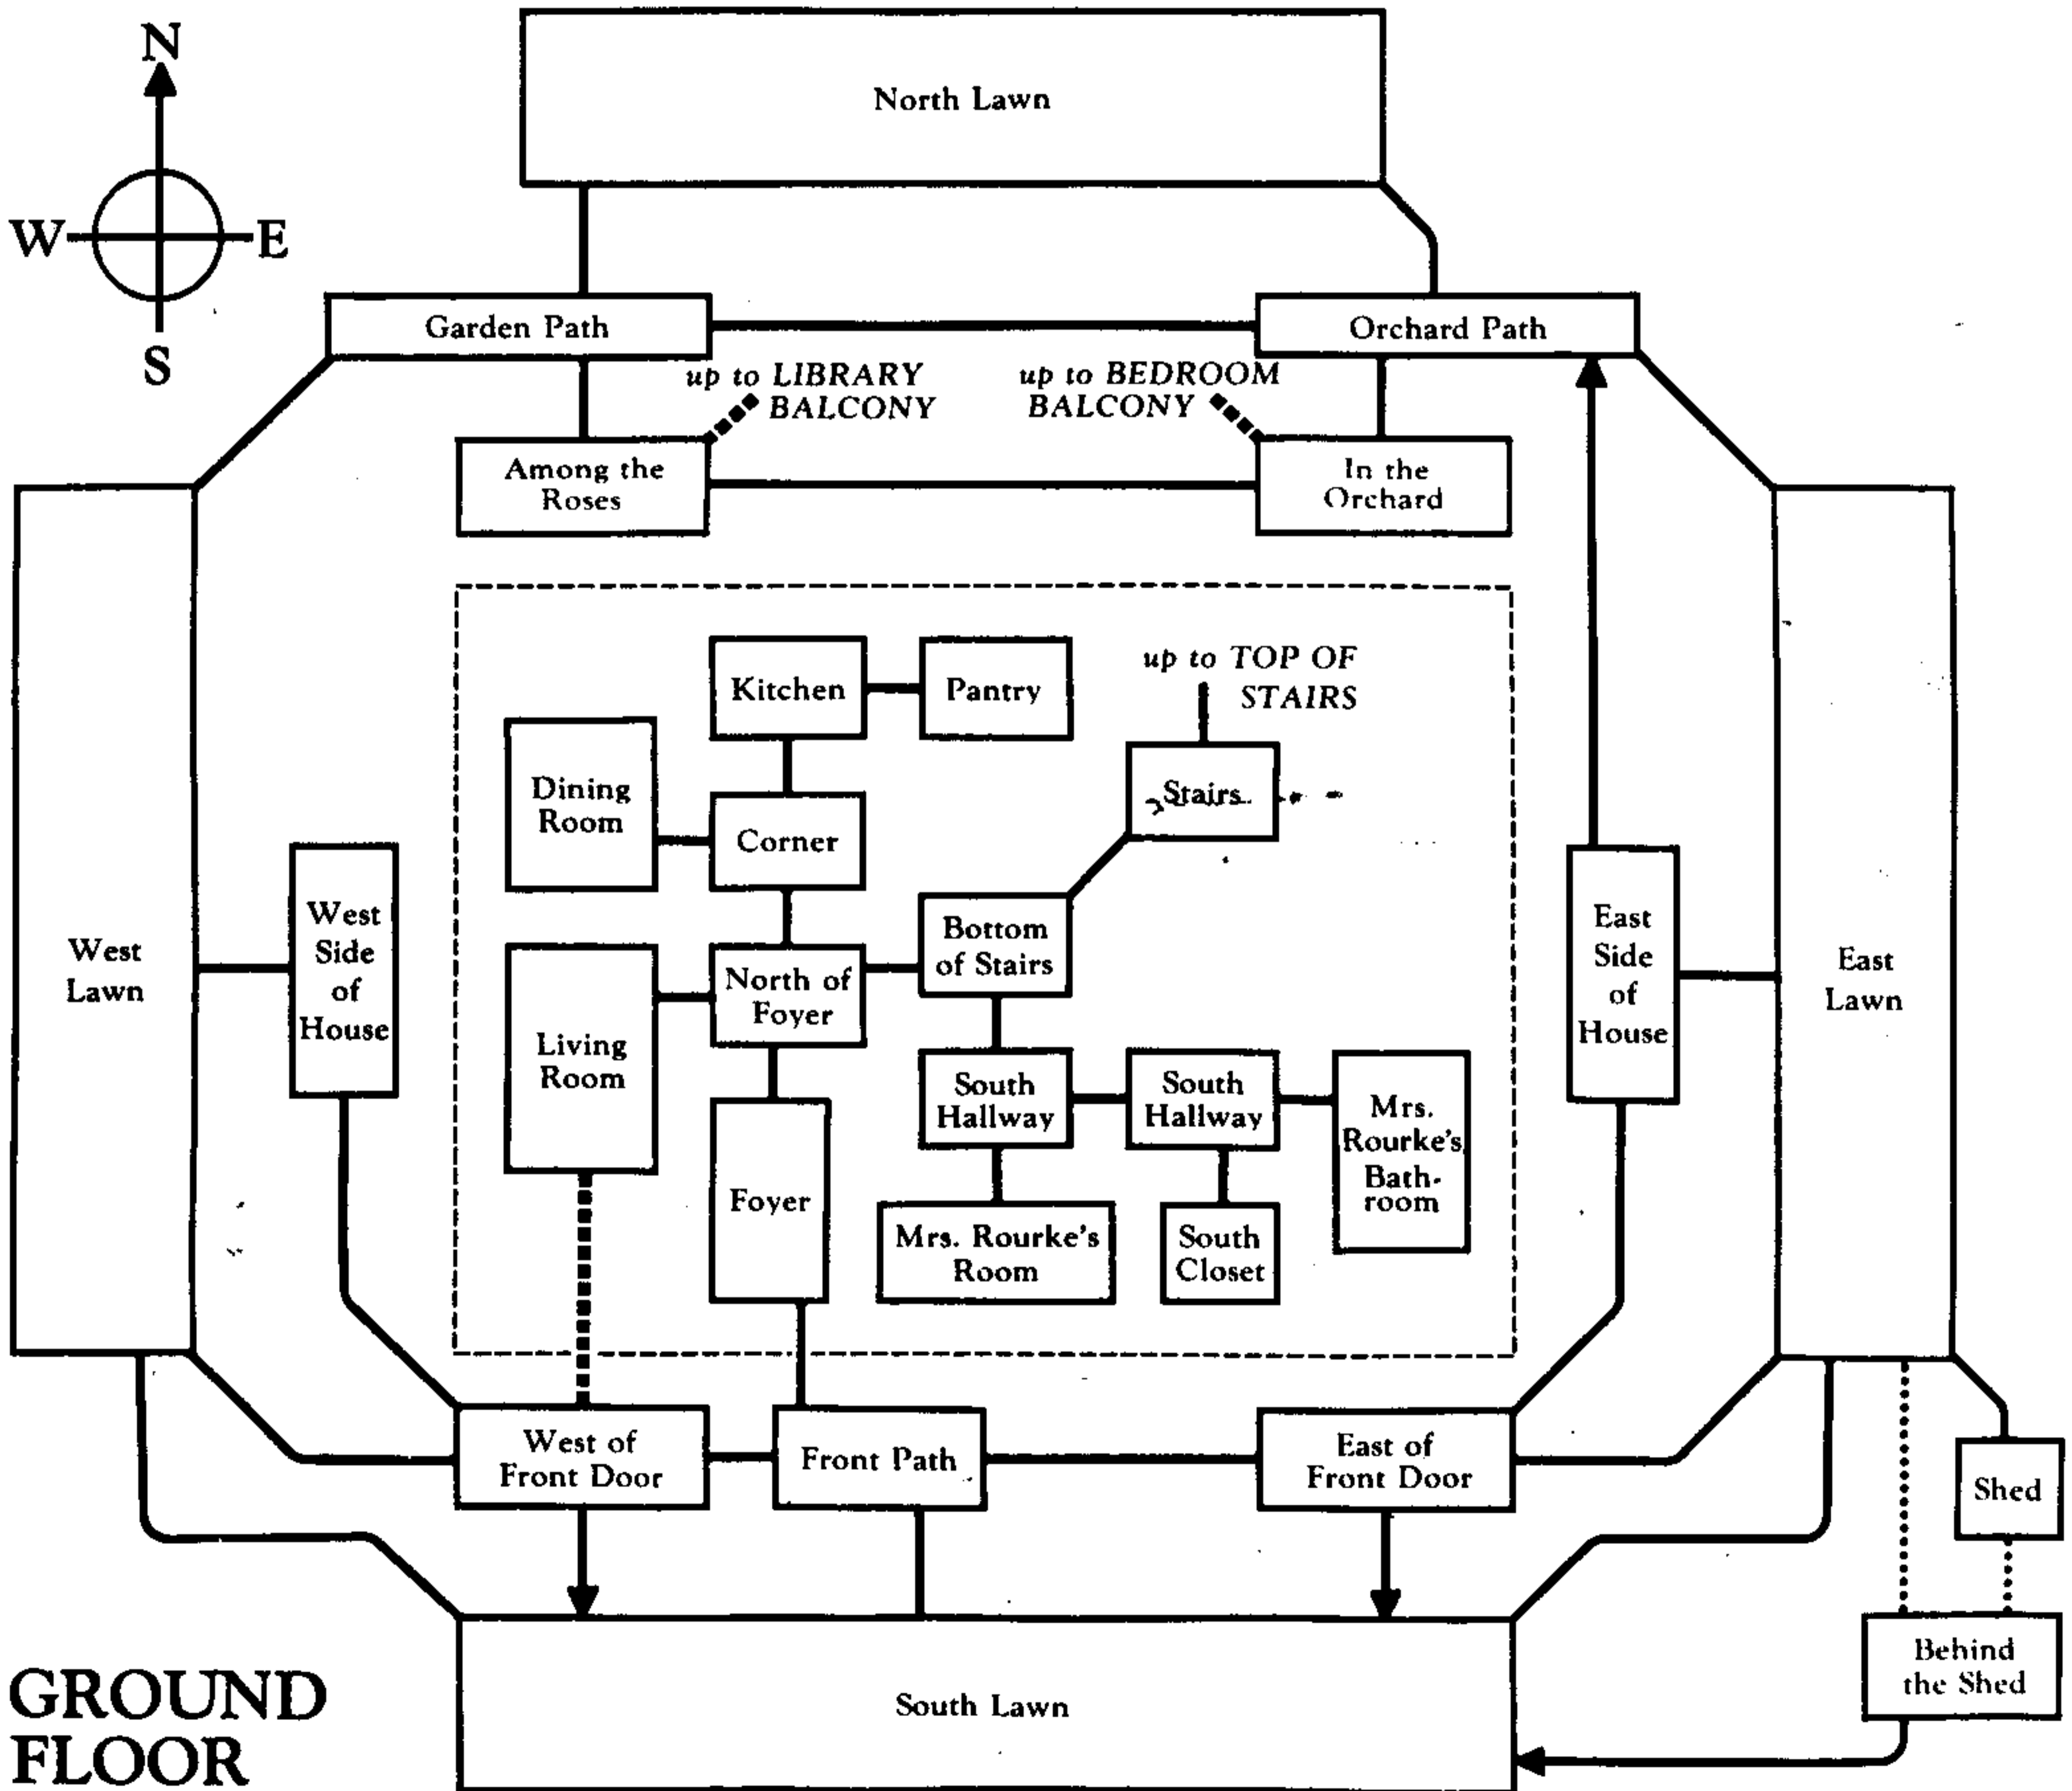 N
W
E
S
North Lawn
Garden Path
Orchard Path
up to LIBRARY
BALCONY
up to BEDROOM
BALCONY
Among the
Roses
In the
Orchard
Kitchen
Pantry
up to TOP OF
STAIRS
Dining
Room
Corner
Stairs
West
Lawn
West
Side
of
House
Living
Room
North of
Foyer
Bottom
of Stairs
East
Side
of
House
East
Lawn
South
Hallway
South
Hallway
Mrs.
Rourke's
Bath-
room
Foyer
Mrs. Rourke's
Room
South
Closet
West of
Front Door
Front Path
East of
Front Door
Shed
Behind
the Shed
South Lawn
GROUND
FLOOR